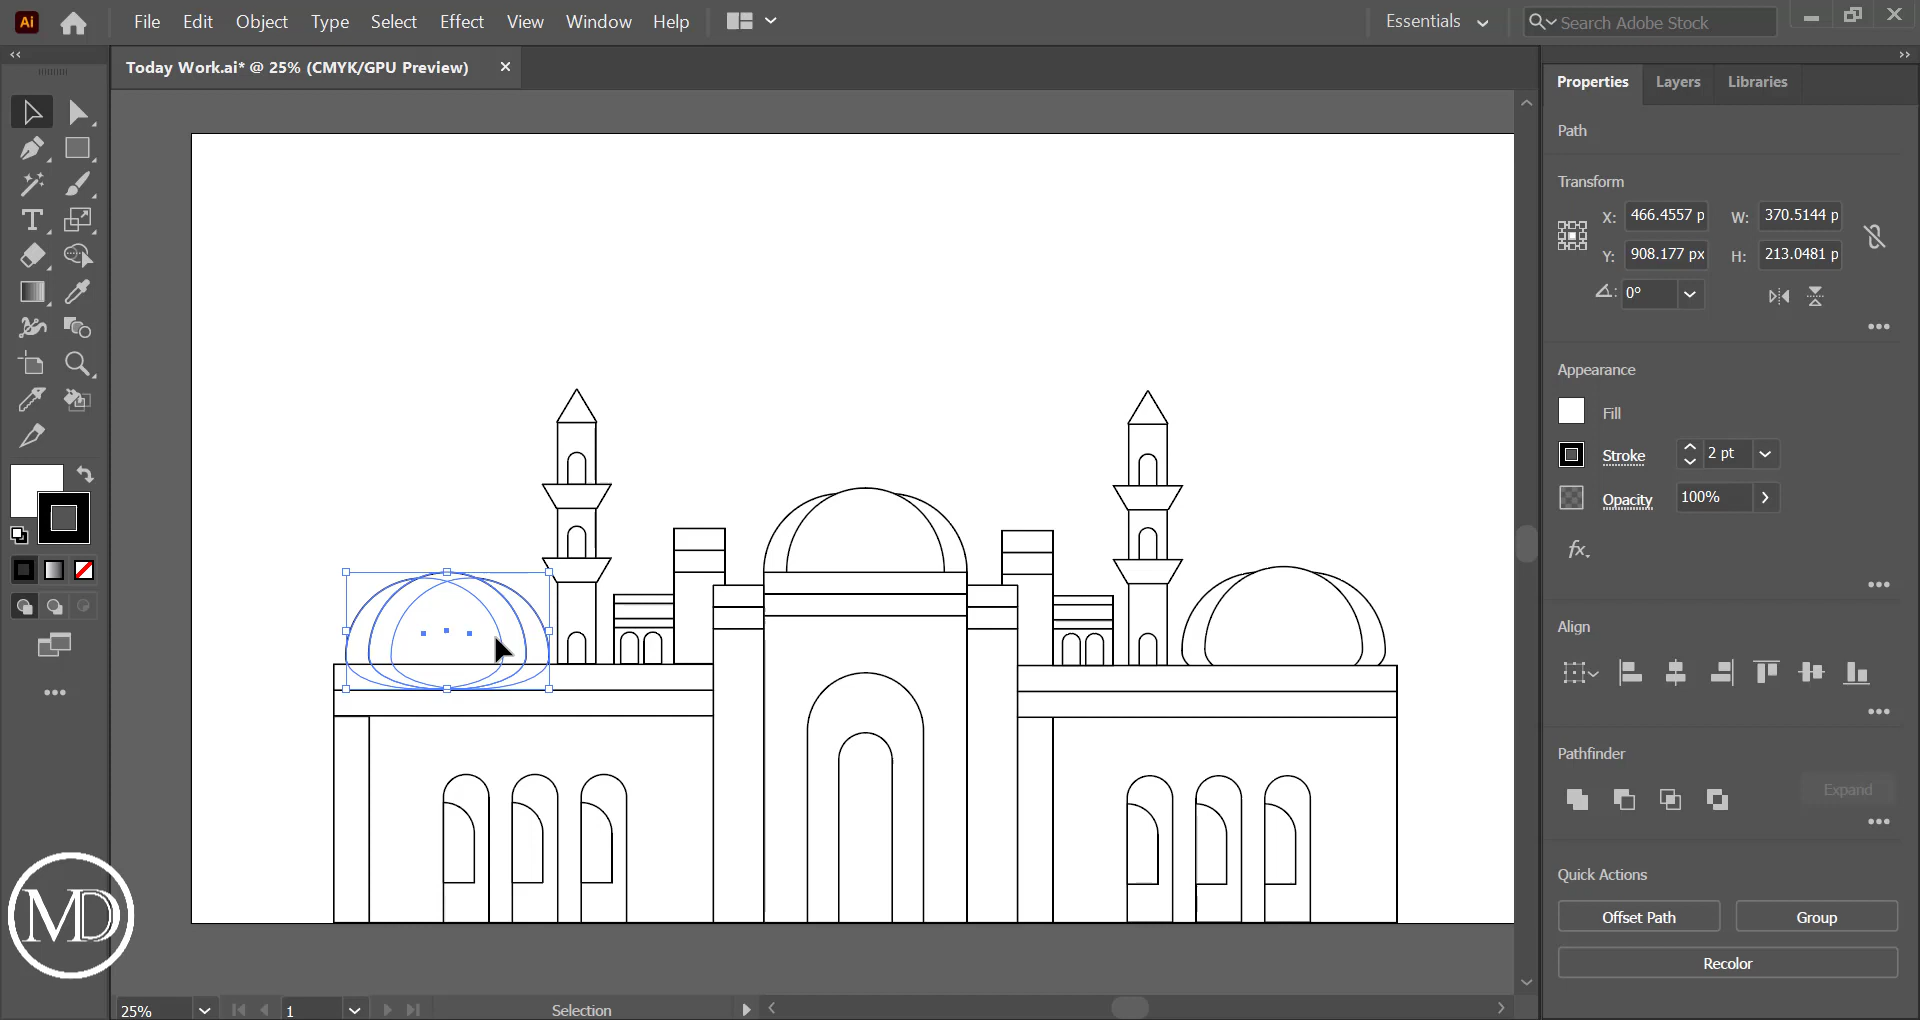 Ai File Edit Object Type Select Effect View Window Help Essentials Search Adobe Stock
Today Work.ai* @ 25% (CMYK/GPU Preview)
Properties Layers Libraries
Path
Transform
X: 466.4557 p W: 370.5144 p
Y: 908.177 px H: 213.0481 p
0°
Appearance
Fill
Stroke 2 pt
Opacity 100%
fx.
Align
Pathfinder
Expand
Quick Actions
Offset Path Group
Recolor
MD
25% 1 Selection